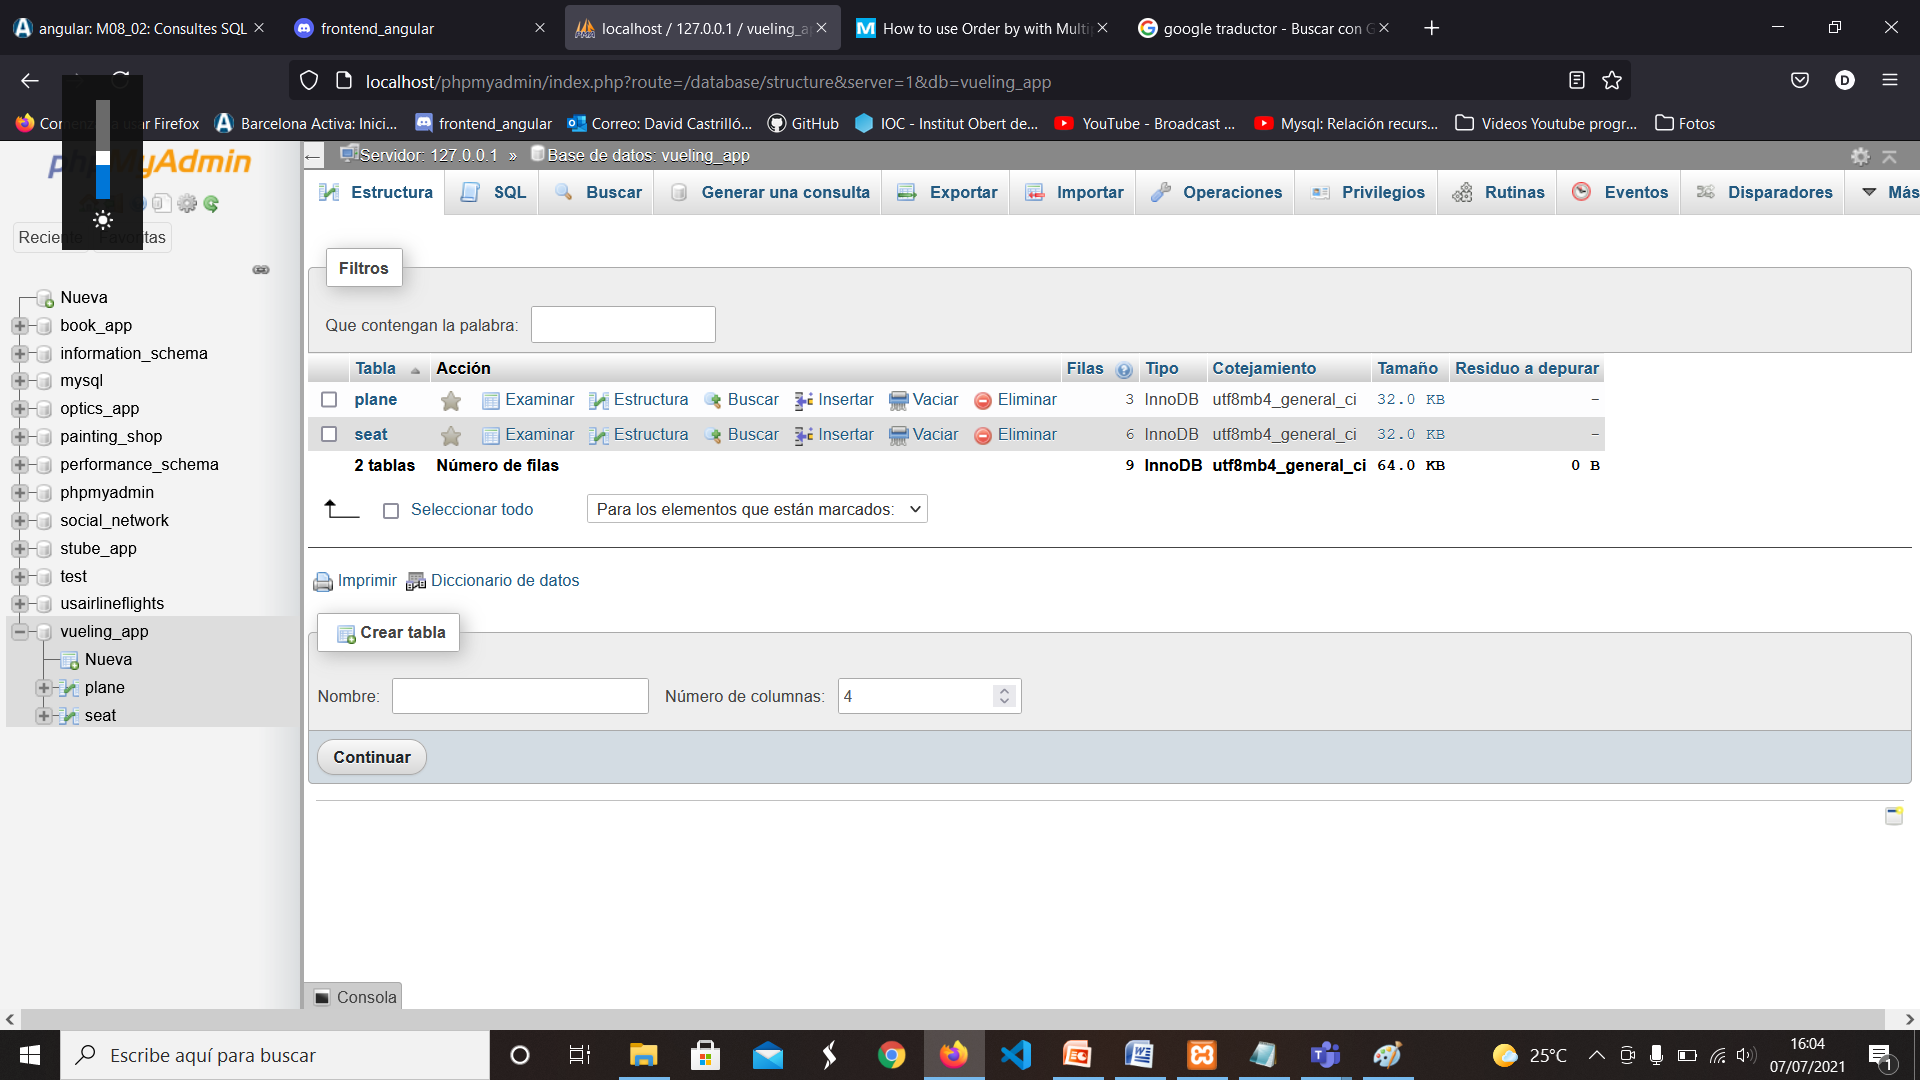 angular: M08_02: Consultes SQL
frontend_angular
localhost / 127.0.0.1 / vueling_a
How to use Order by with Multi
google traductor - Buscar con G
localhost/phpmyadmin/index.php?route=/database/structure&server=1&db=vueling_app
D
usar Firefox
Barcelona Activa: Inici...
frontend_angular
Correo: David Castrilló...
GitHub
IOC - Institut Obert de...
YouTube - Broadcast ...
Mysql: Relación recurs...
Videos Youtube progr...
Fotos
phpMyAdmin
Reciente
Favoritas
Nueva
book_app
information_schema
mysql
optics_app
painting_shop
performance_schema
phpmyadmin
social_network
stube_app
test
usairlineflights
vueling_app
Nueva
plane
seat
Servidor: 127.0.0.1 » Base de datos: vueling_app
Estructura
SQL
Buscar
Generar una consulta
Exportar
Importar
Operaciones
Privilegios
Rutinas
Eventos
Disparadores
Más
Filtros
Que contengan la palabra:
Tabla Acción Filas Tipo Cotejamiento Tamaño Residuo a depurar
plane Examinar Estructura Buscar Insertar Vaciar Eliminar 3 InnoDB utf8mb4_general_ci 32.0 KB -
seat Examinar Estructura Buscar Insertar Vaciar Eliminar 6 InnoDB utf8mb4_general_ci 32.0 KB -
2 tablas Número de filas 9 InnoDB utf8mb4_general_ci 64.0 KB 0 B
Seleccionar todo
Para los elementos que están marcados:
Imprimir
Diccionario de datos
Crear tabla
Nombre:
Número de columnas: 4
Continuar
Consola
Escribe aquí para buscar
25°C
16:04
07/07/2021
1